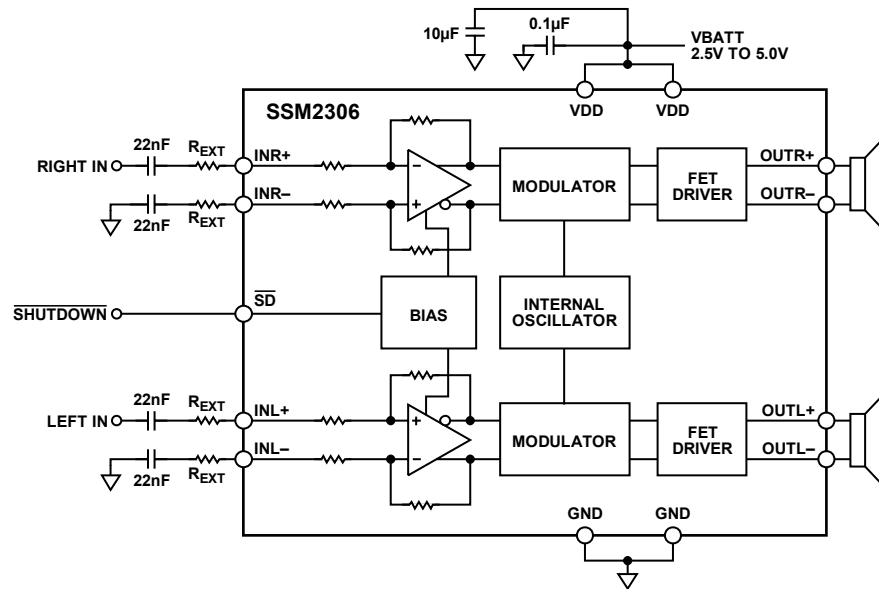 10µF
0.1µF
VBATT
2.5V TO 5.0V
SSM2306
VDD
VDD
22nF
REXT
RIGHT IN
INR+
INR–
22nF
REXT
−
+
MODULATOR
FET
DRIVER
OUTR+
OUTR–
SHUTDOWN
SD
BIAS
INTERNAL
OSCILLATOR
22nF
REXT
LEFT IN
INL+
INL–
22nF
REXT
+
−
MODULATOR
FET
DRIVER
OUTL+
OUTL–
GND
GND